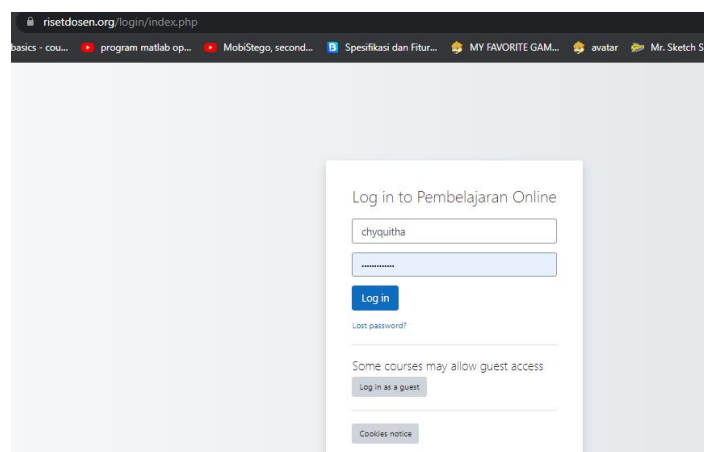 risetdosen.org/login/index.php
basics - cou... program matlab op... MobiStego, second... Spesifikasi dan Fitur... MY FAVORITE GAM... avatar Mr. Sketch S
Log in to Pembelajaran Online
chyquitha
.............
Log in
Lost password?
Some courses may allow guest access
Log in as a guest
Cookies notice